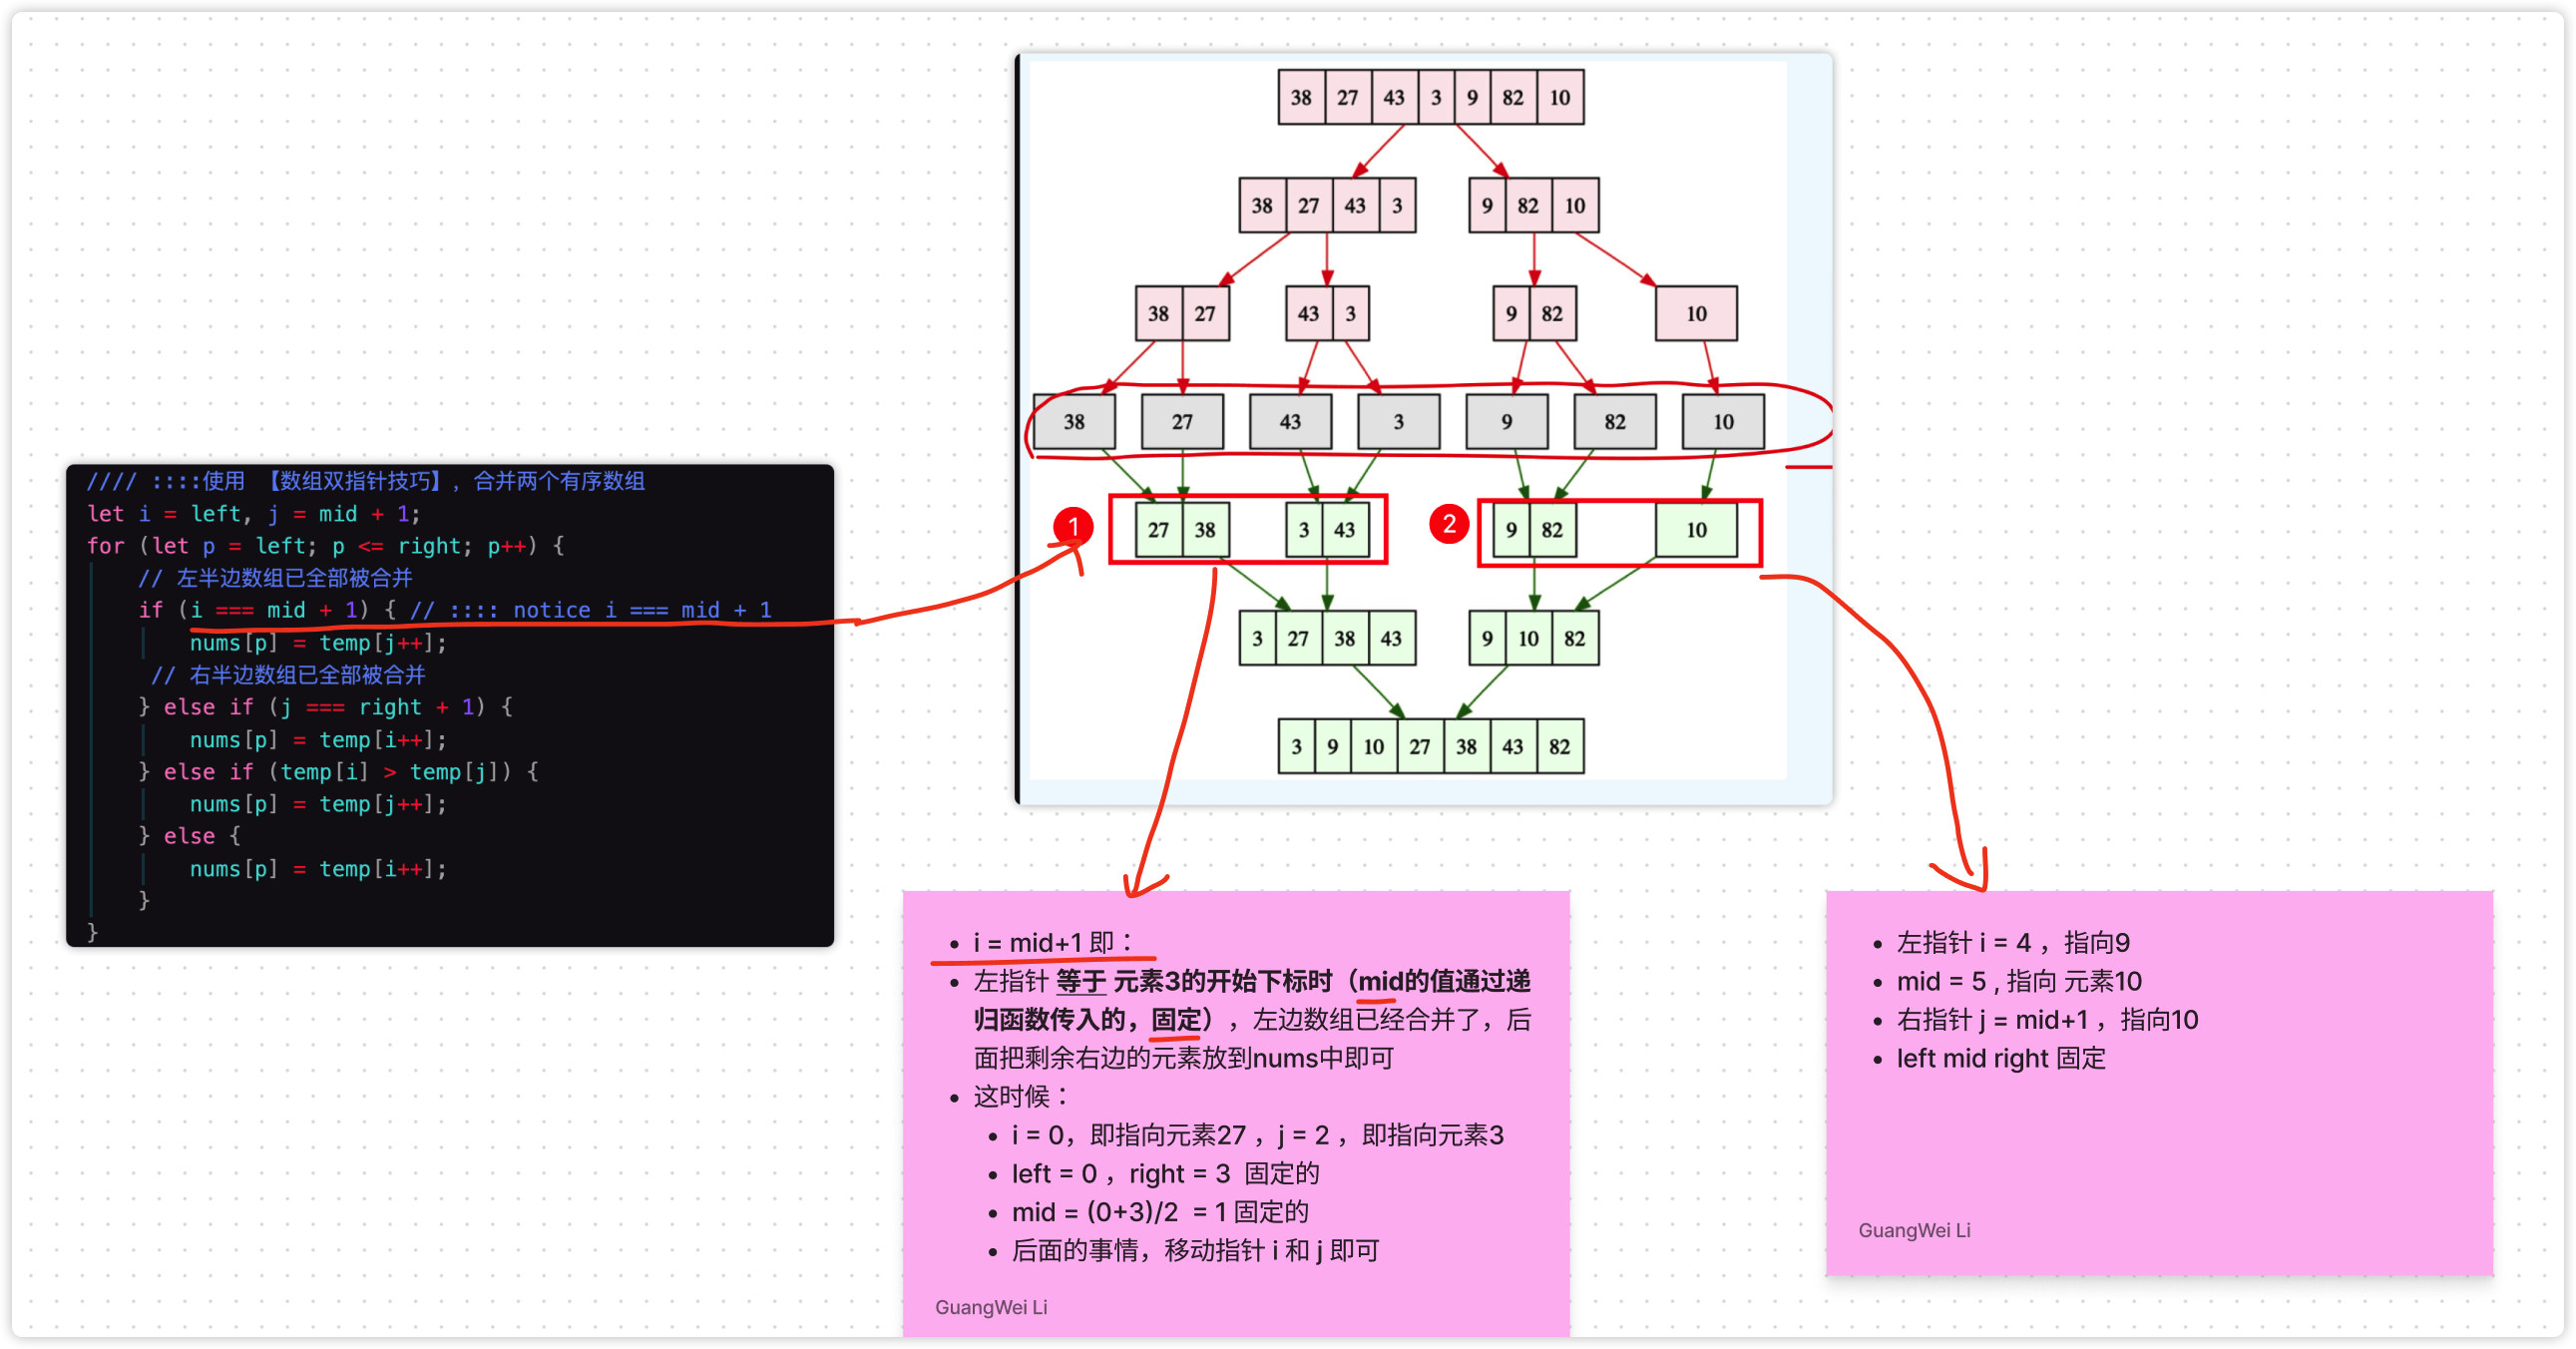 //// ::::使用 【数组双指针技巧】，合并两个有序数组
let i = left, j = mid + 1;
for (let p = left; p <= right; p++) {
// 左半边数组已全部被合并
if (i === mid + 1) { // :::: notice i === mid + 1
nums[p] = temp[j++];
// 右半边数组已全部被合并
} else if (j === right + 1) {
nums[p] = temp[i++];
} else if (temp[i] > temp[j]) {
nums[p] = temp[j++];
} else {
nums[p] = temp[i++];
}
}
38 27 43 3 9 82 10
38 27 43 3 9 82 10
38 27 43 3 9 82 10
38 27 43 3 9 82 10
1 27 38 3 43 2 9 82 10
3 27 38 43 9 10 82
3 9 10 27 38 43 82
• i = mid+1 即：
• 左指针 等于 元素3的开始下标时（mid的值通过递
归函数传入的，固定），左边数组已经合并了，后
面把剩余右边的元素放到nums中即可
• 这时候：
• i = 0，即指向元素27 ，j = 2 ，即指向元素3
• left = 0 ，right = 3 固定的
• mid = (0+3)/2 = 1 固定的
• 后面的事情，移动指针 i 和 j 即可
GuangWei Li
• 左指针 i = 4 ，指向9
• mid = 5 , 指向 元素10
• 右指针 j = mid+1 ，指向10
• left mid right 固定
GuangWei Li